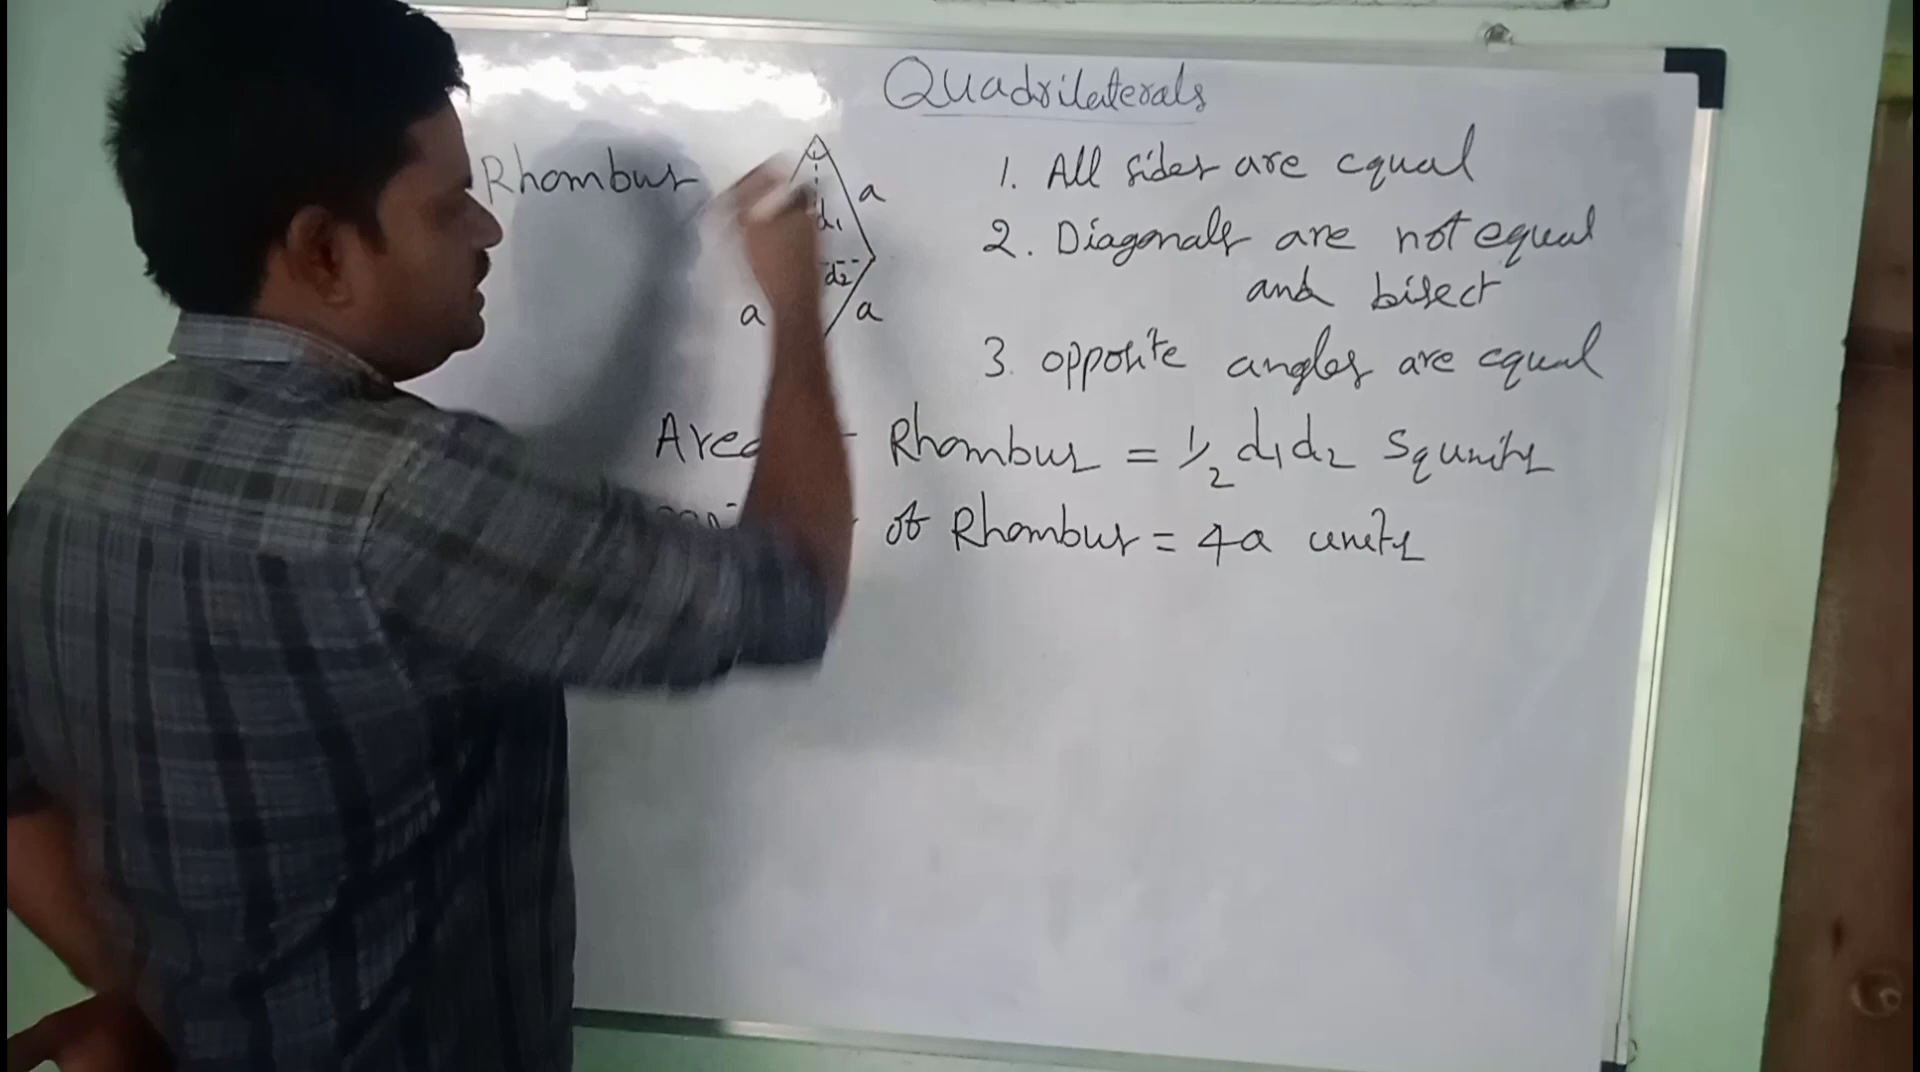 Quadrilaterals
Rhombus
a
d1
d2
a
a
1. All sides are equal
2. Diagonals are not equal
and bisect
3. opposite angles are equal
Area Rhombus = 1/2 d1d2 Squnits
of Rhombus = 4a units